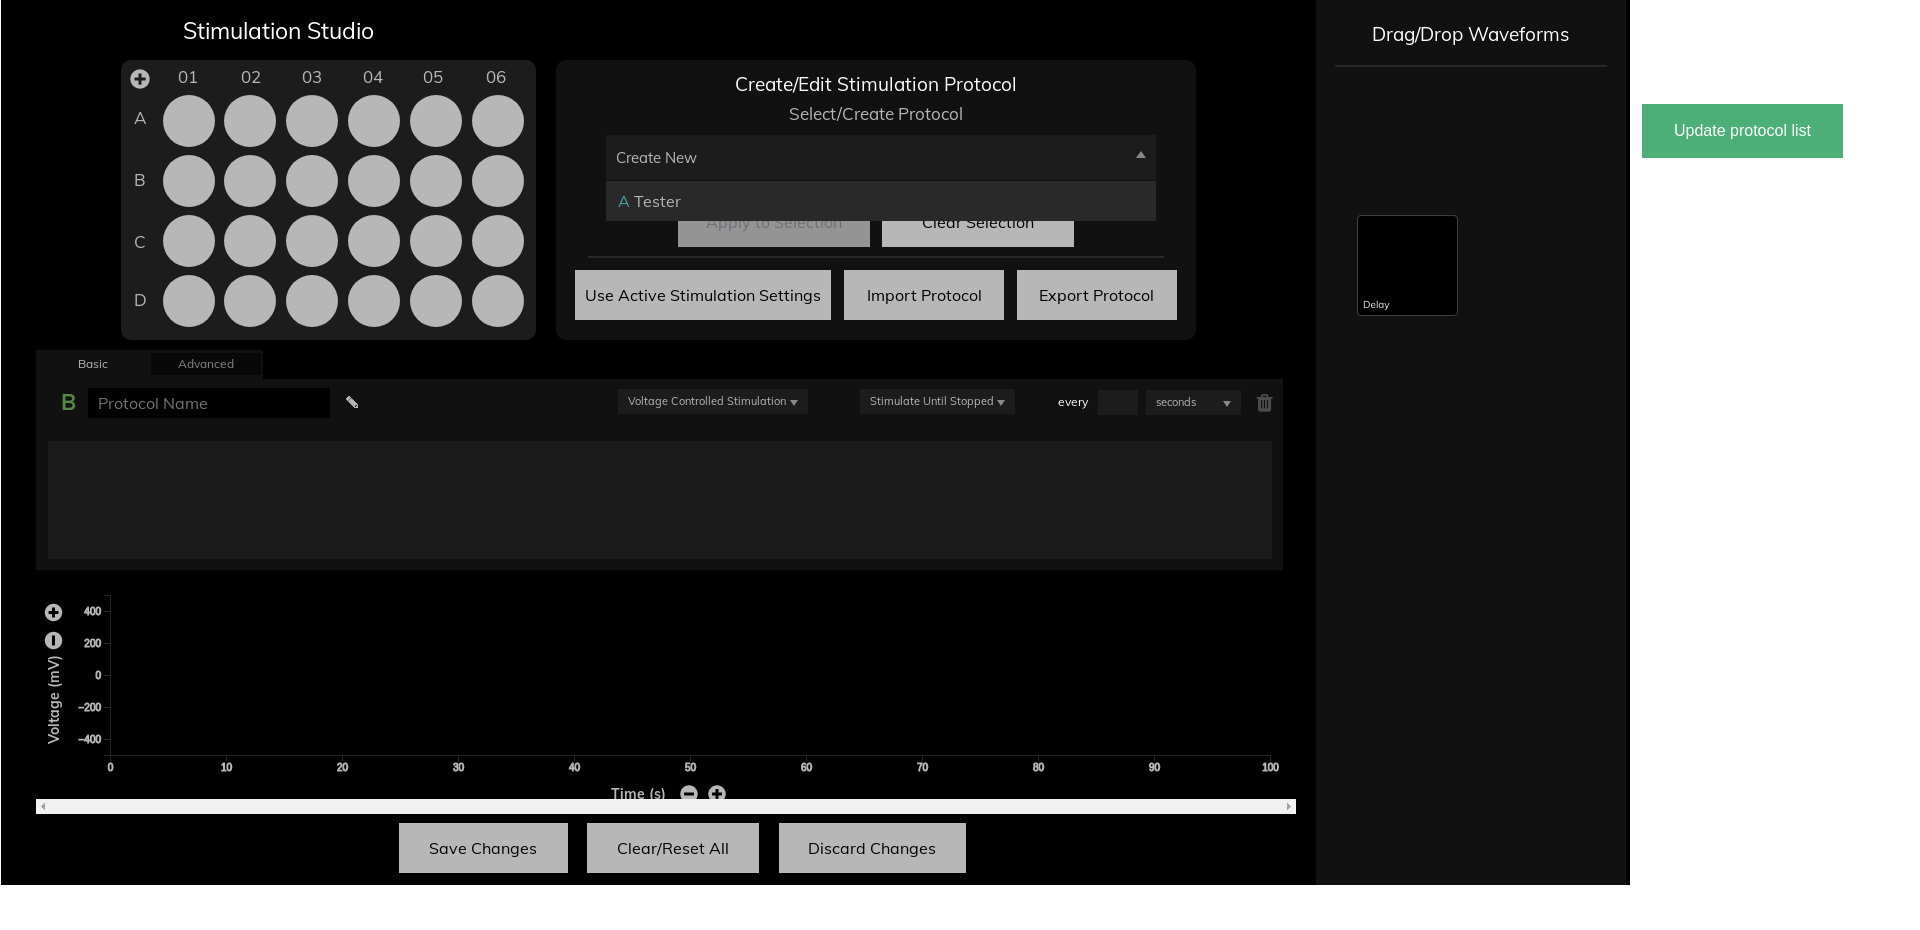 Stimulation Studio
01 02 03 04 05 06
A
B
C
D
Create/Edit Stimulation Protocol
Select/Create Protocol
Create New
A Tester
Apply to Selection
Clear Selection
Use Active Stimulation Settings
Import Protocol
Export Protocol
Drag/Drop Waveforms
Delay
Update protocol list
Basic
Advanced
B
Protocol Name
Voltage Controlled Stimulation
Stimulate Until Stopped
every
seconds
Voltage (mV)
400
200
0
−200
−400
0 10 20 30 40 50 60 70 80 90 100
Time (s)
Save Changes
Clear/Reset All
Discard Changes